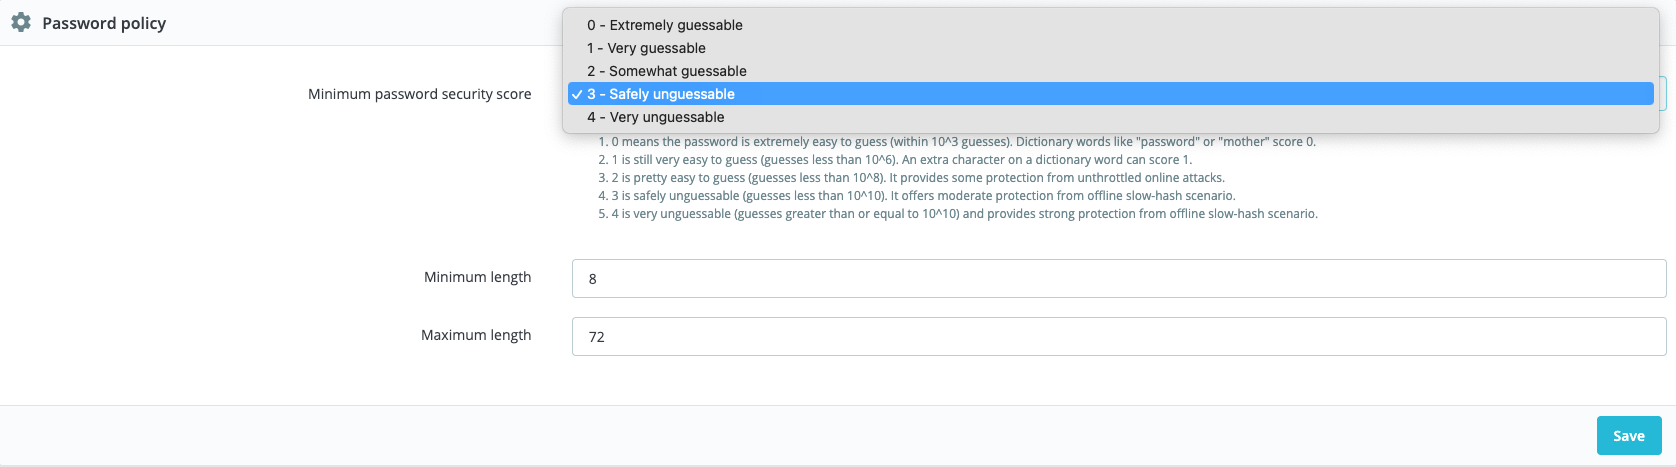 Password policy
0 - Extremely guessable
1 - Very guessable
2 - Somewhat guessable
Minimum password security score
✓ 3 - Safely unguessable
4 - Very unguessable
1. 0 means the password is extremely easy to guess (within 10^3 guesses). Dictionary words like "password" or "mother" score 0.
2. 1 is still very easy to guess (guesses less than 10^6). An extra character on a dictionary word can score 1.
3. 2 is pretty easy to guess (guesses less than 10^8). It provides some protection from unthrottled online attacks.
4. 3 is safely unguessable (guesses less than 10^10). It offers moderate protection from offline slow-hash scenario.
5. 4 is very unguessable (guesses greater than or equal to 10^10) and provides strong protection from offline slow-hash scenario.
Minimum length
8
Maximum length
72
Save